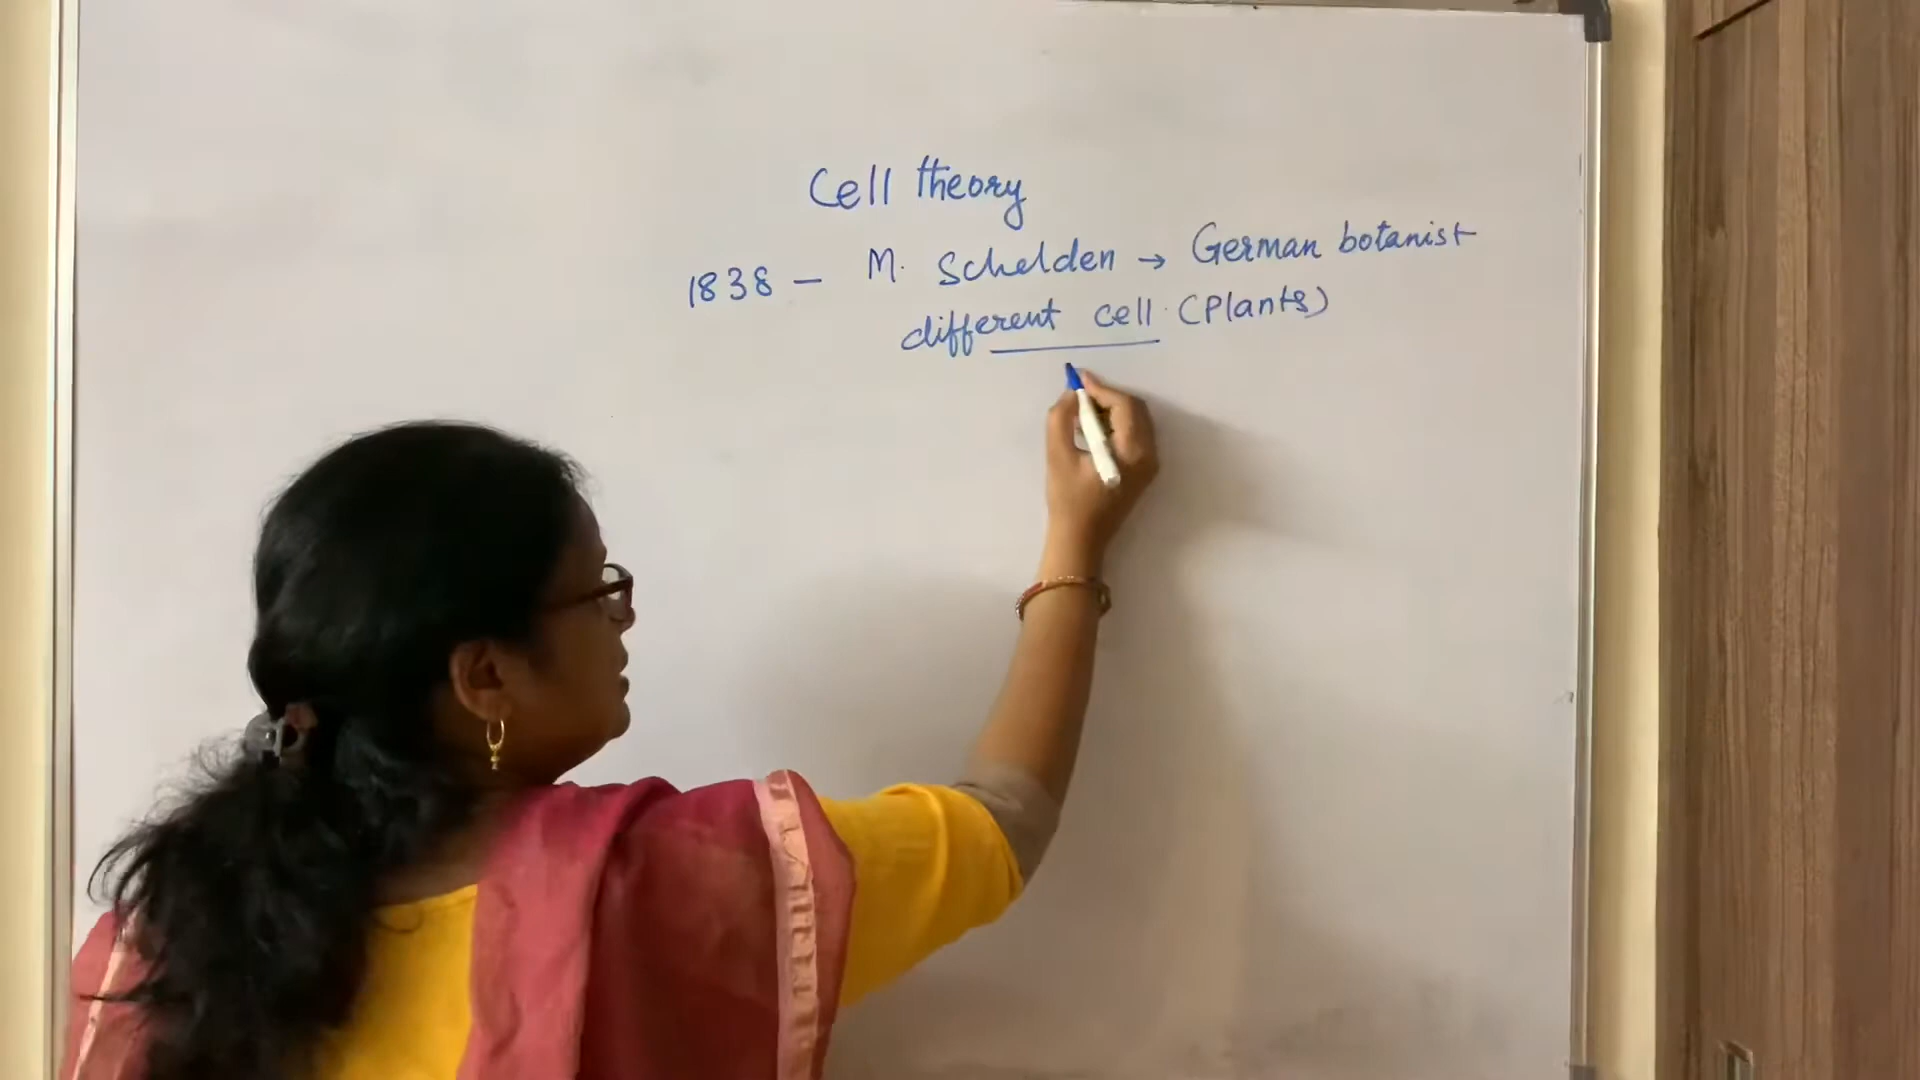 Cell theory
1838 - M. Schelden → German botanist
different cell (Plants)